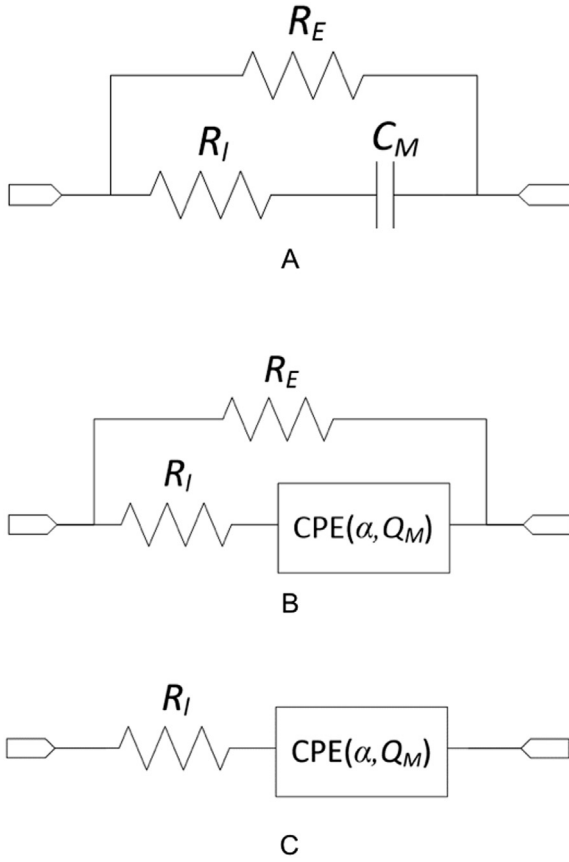 R_E
R_I C_M
A
R_E
R_I
CPE(α, Q_M)
B
R_I
CPE(α, Q_M)
C